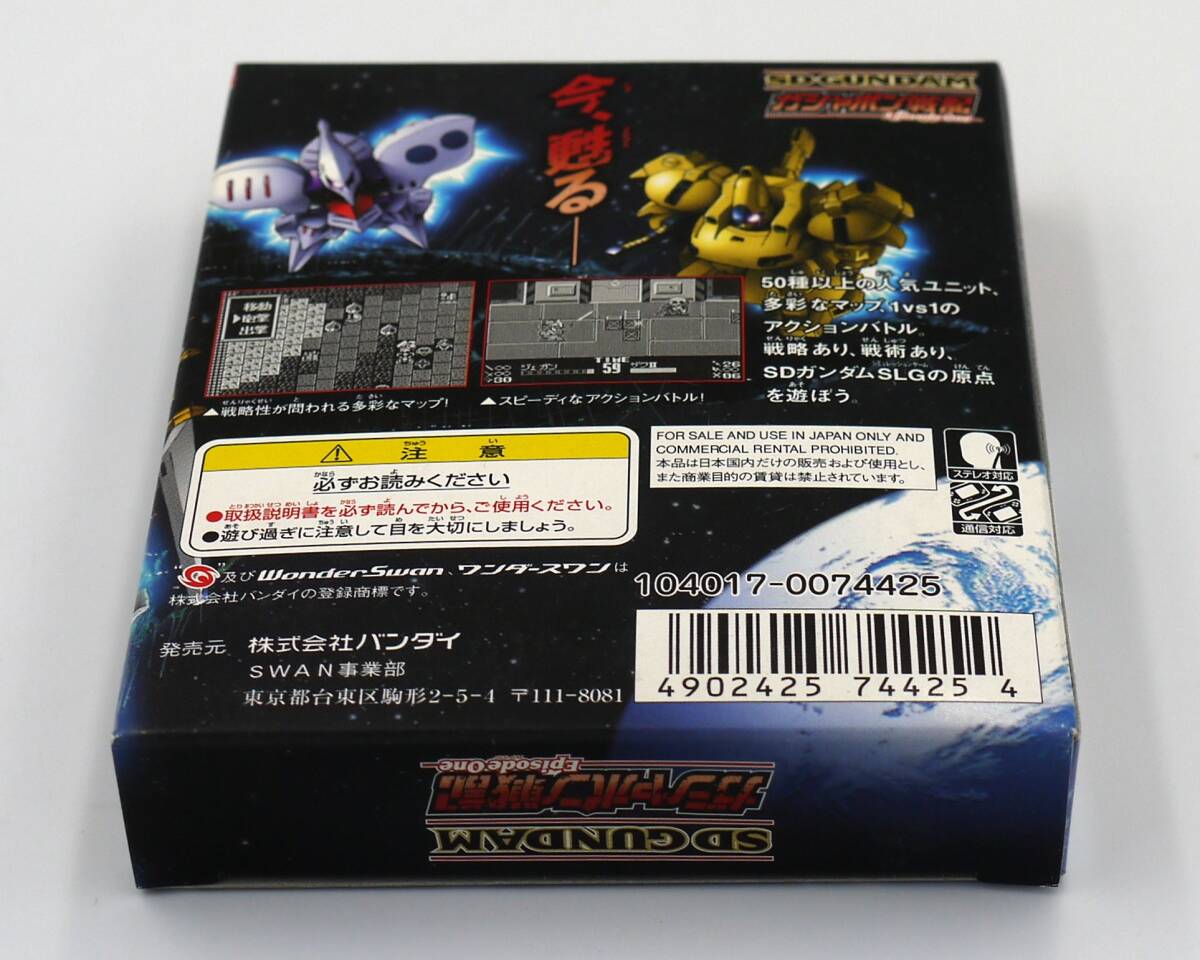 SD GUNDAM
ガシャポン戦記
Episode One
今、甦る
移動
▶衝撃
出撃
TIME
59
ジェガン
ザクII
30
26
06
▲戦略性が問われる多彩なマップ!
▲スピーディなアクションバトル!
50種以上の人気ユニット、
多彩なマップ、1vs1の
アクションバトル。
戦略あり、戦術あり、
SDガンダムSLGの原点
を遊ぼう。
注意
必ずお読みください
●取扱説明書を必ず読んでから、ご使用ください。
●遊び過ぎに注意して目を大切にしましょう。
FOR SALE AND USE IN JAPAN ONLY AND
COMMERCIAL RENTAL PROHIBITED.
本品は日本国内だけの販売および使用とし、
また商業目的の賃貸は禁止されています。
ステレオ対応
通信対応
及びWonderSwan、ワンダースワンは
株式会社バンダイの登録商標です。
104017-0074425
発売元 株式会社バンダイ
SWAN事業部
東京都台東区駒形2-5-4 〒111-8081
4902425 74425 4
SD GUNDAM
ガシャポン戦記
Episode One